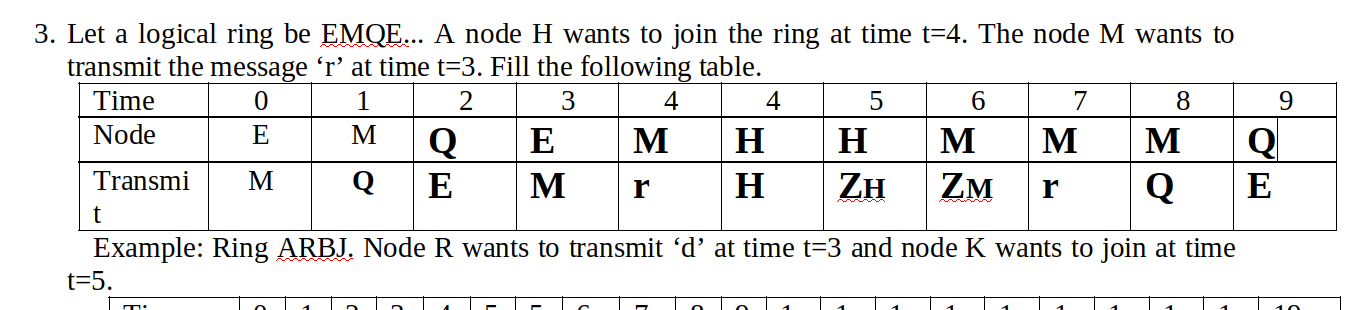 3. Let a logical ring be EMQE... A node H wants to join the ring at time t=4. The node M wants to
transmit the message ‘r’ at time t=3. Fill the following table.
Time 0 1 2 3 4 4 5 6 7 8 9
Node E M Q E M H H M M M Q
Transmi M Q E M r H ZH ZM r Q E
t
Example: Ring ARBJ. Node R wants to transmit ‘d’ at time t=3 and node K wants to join at time
t=5.